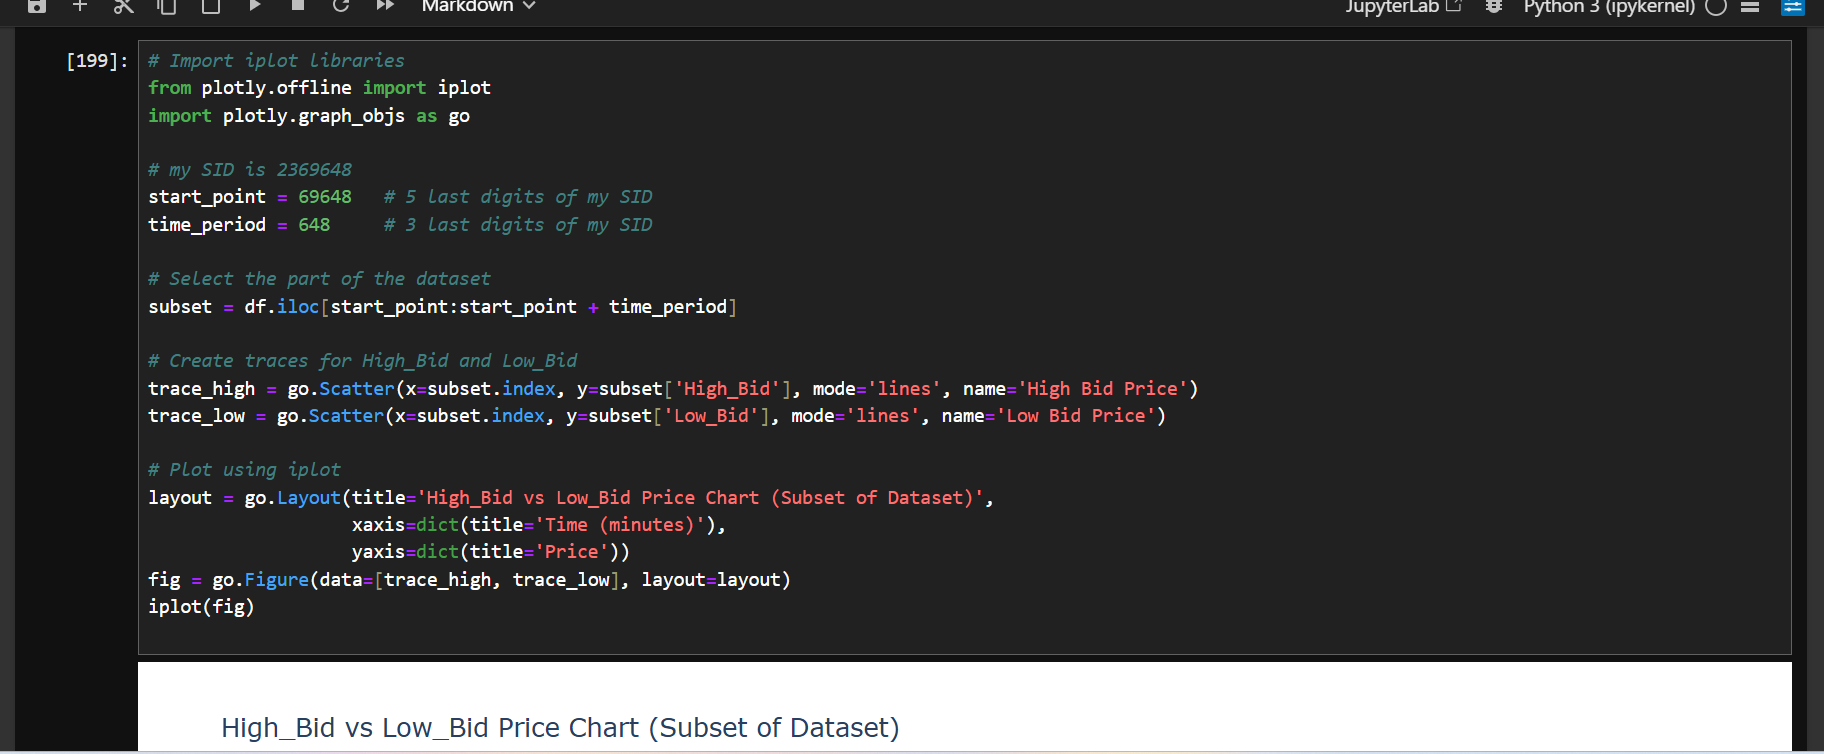 Markdown
JupyterLab
Python 3 (ipykernel)
[199]:
# Import iplot libraries
from plotly.offline import iplot
import plotly.graph_objs as go
# my SID is 2369648
start_point = 69648   # 5 last digits of my SID
time_period = 648     # 3 last digits of my SID
# Select the part of the dataset
subset = df.iloc[start_point:start_point + time_period]
# Create traces for High_Bid and Low_Bid
trace_high = go.Scatter(x=subset.index, y=subset['High_Bid'], mode='lines', name='High Bid Price')
trace_low = go.Scatter(x=subset.index, y=subset['Low_Bid'], mode='lines', name='Low Bid Price')
# Plot using iplot
layout = go.Layout(title='High_Bid vs Low_Bid Price Chart (Subset of Dataset)',
                   xaxis=dict(title='Time (minutes)'),
                   yaxis=dict(title='Price'))
fig = go.Figure(data=[trace_high, trace_low], layout=layout)
iplot(fig)
High_Bid vs Low_Bid Price Chart (Subset of Dataset)